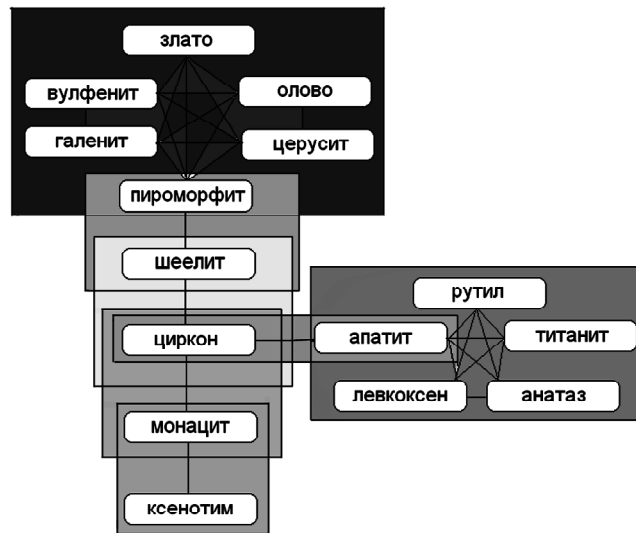 злато
вулфенит
олово
галенит
церусит
пироморфит
шеелит
рутил
циркон
апатит
титанит
левкоксен
анатаз
монацит
ксенотим